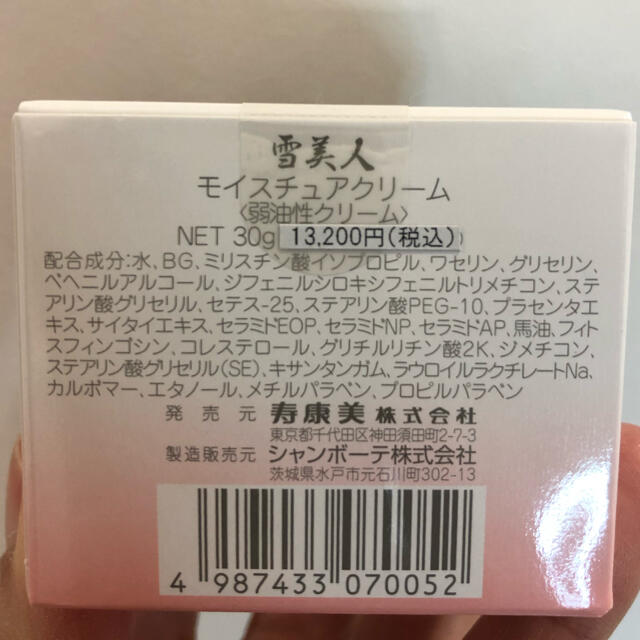 雪美人
モイスチュアクリーム
〈弱油性クリーム〉
NET 30g 13,200円(税込)
配合成分:水、BG、ミリスチン酸イソプロピル、ワセリン、グリセリン、
ベヘニルアルコール、ジフェニルシロキシフェニルトリメチコン、ステ
アリン酸グリセリル、セテス-25、ステアリン酸PEG-10、プラセンタエ
キス、サイタイエキス、セラミドEOP、セラミドNP、セラミドAP、馬油、フィト
スフィンゴシン、コレステロール、グリチルリチン酸2K、ジメチコン、
ステアリン酸グリセリル(SE)、キサンタンガム、ラウロイルラクチレートNa、
カルボマー、エタノール、メチルパラベン、プロピルパラベン
発売元 寿康美株式会社
東京都千代田区神田須田町2-7-3
製造販売元 シャンボーテ株式会社
茨城県水戸市元石川町302-13
4 987433 070052